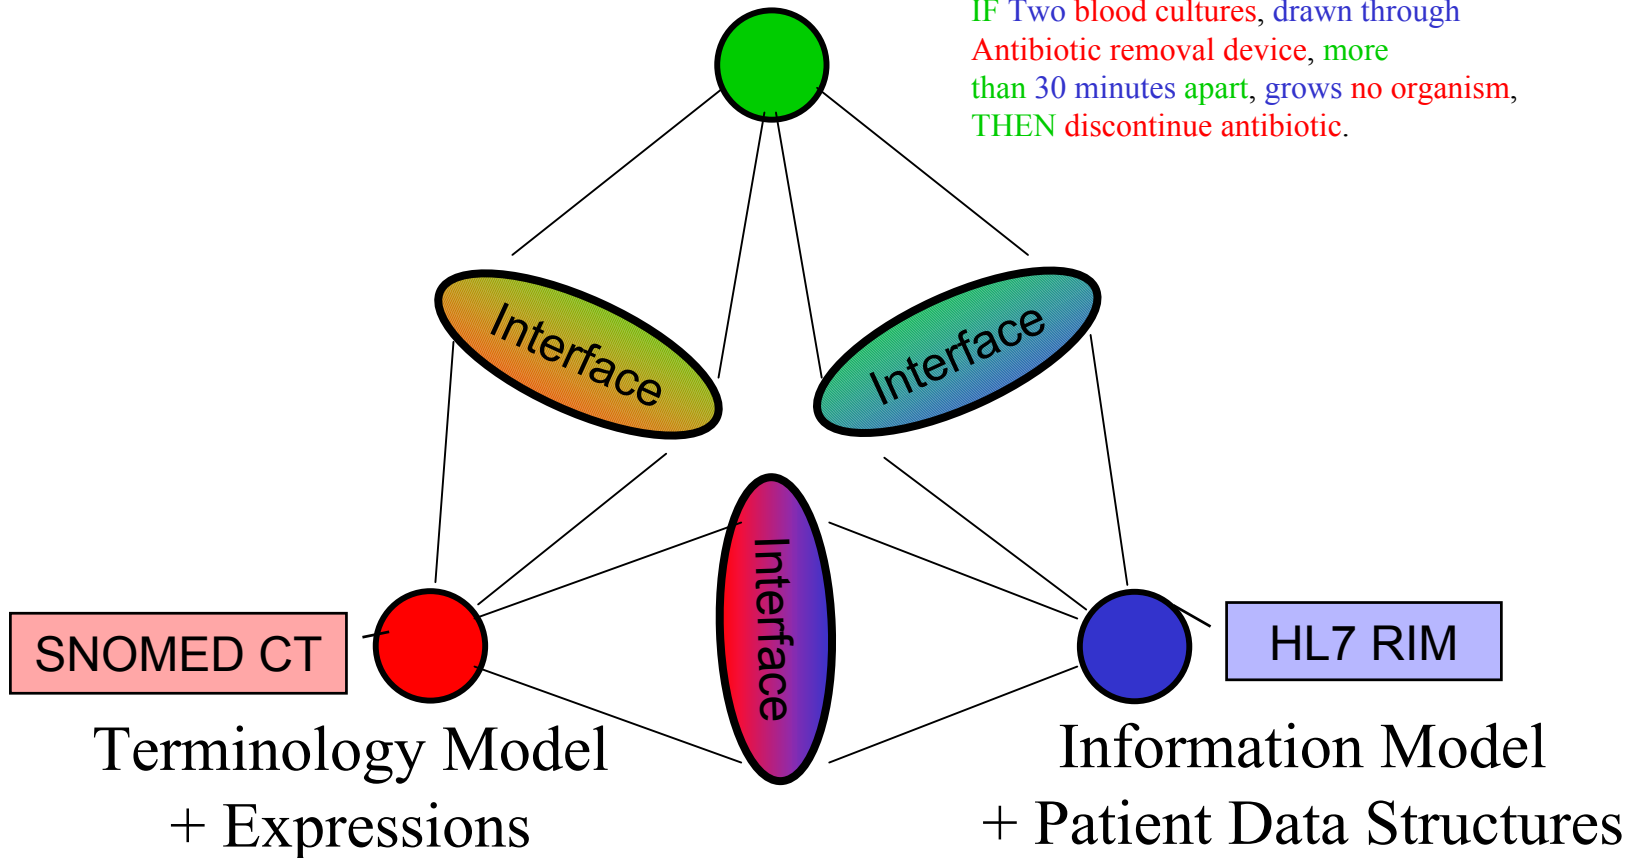 IF Two blood cultures, drawn through
Antibiotic removal device, more
than 30 minutes apart, grows no organism,
THEN discontinue antibiotic.
Interface
Interface
Interface
SNOMED CT
HL7 RIM
Terminology Model
+ Expressions
Information Model
+ Patient Data Structures